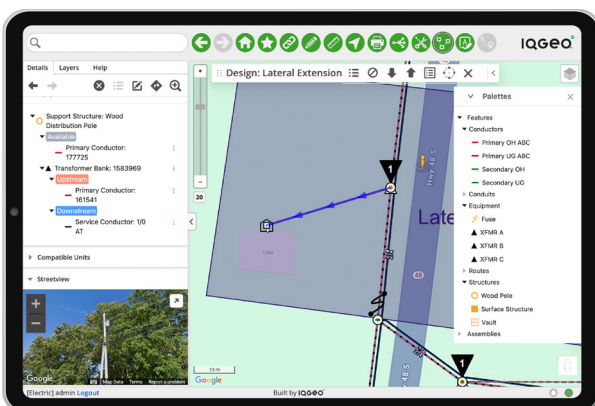 IQGeo
Details Layers Help
Design: Lateral Extension
Palettes
Support Structure: Wood
Distribution Pole
Available
Primary Conductor:
177725
Transformer Bank: 1583969
Upstream
Primary Conductor:
161541
Downstream
Service Conductor: 1/0
AT
Compatible Units
Streetview
Google
Map Data Terms Report a problem
20
1
Hwy 48 S
Late
1294
48
1
48 S
10 m
Google
Features
Conductors
Primary OH ABC
Primary UG ABC
Secondary OH
Secondary UG
Conduits
Equipment
Fuse
XFMR A
XFMR B
XFMR C
Routes
Structures
Wood Pole
Surface Structure
Vault
Assemblies
[Electric] admin Logout
Built by IQGeo